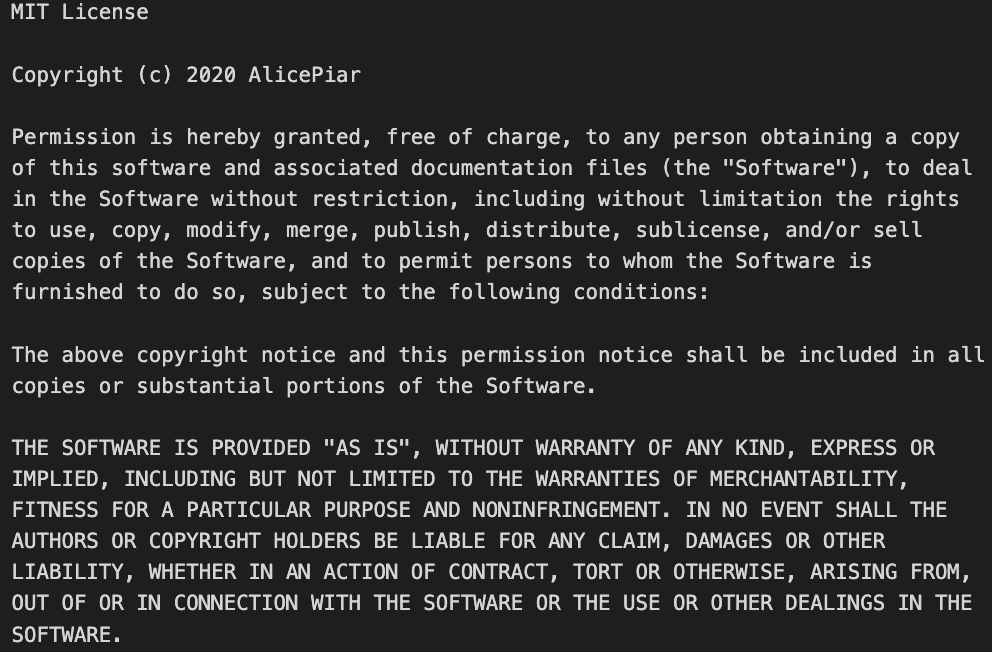 MIT License
Copyright (c) 2020 AlicePiar
Permission is hereby granted, free of charge, to any person obtaining a copy
of this software and associated documentation files (the "Software"), to deal
in the Software without restriction, including without limitation the rights
to use, copy, modify, merge, publish, distribute, sublicense, and/or sell
copies of the Software, and to permit persons to whom the Software is
furnished to do so, subject to the following conditions:
The above copyright notice and this permission notice shall be included in all
copies or substantial portions of the Software.
THE SOFTWARE IS PROVIDED "AS IS", WITHOUT WARRANTY OF ANY KIND, EXPRESS OR
IMPLIED, INCLUDING BUT NOT LIMITED TO THE WARRANTIES OF MERCHANTABILITY,
FITNESS FOR A PARTICULAR PURPOSE AND NONINFRINGEMENT. IN NO EVENT SHALL THE
AUTHORS OR COPYRIGHT HOLDERS BE LIABLE FOR ANY CLAIM, DAMAGES OR OTHER
LIABILITY, WHETHER IN AN ACTION OF CONTRACT, TORT OR OTHERWISE, ARISING FROM,
OUT OF OR IN CONNECTION WITH THE SOFTWARE OR THE USE OR OTHER DEALINGS IN THE
SOFTWARE.